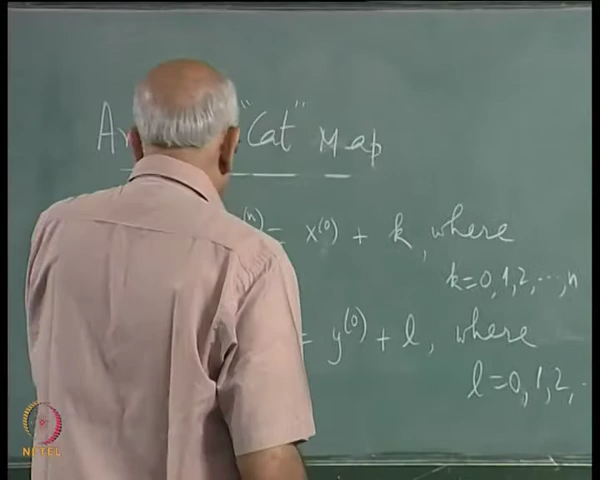 "Cat" Map
(n) = x(0) + k, where
k=0,1,2,...,n
= y(0) + l, where
l=0,1,2,
NPTEL